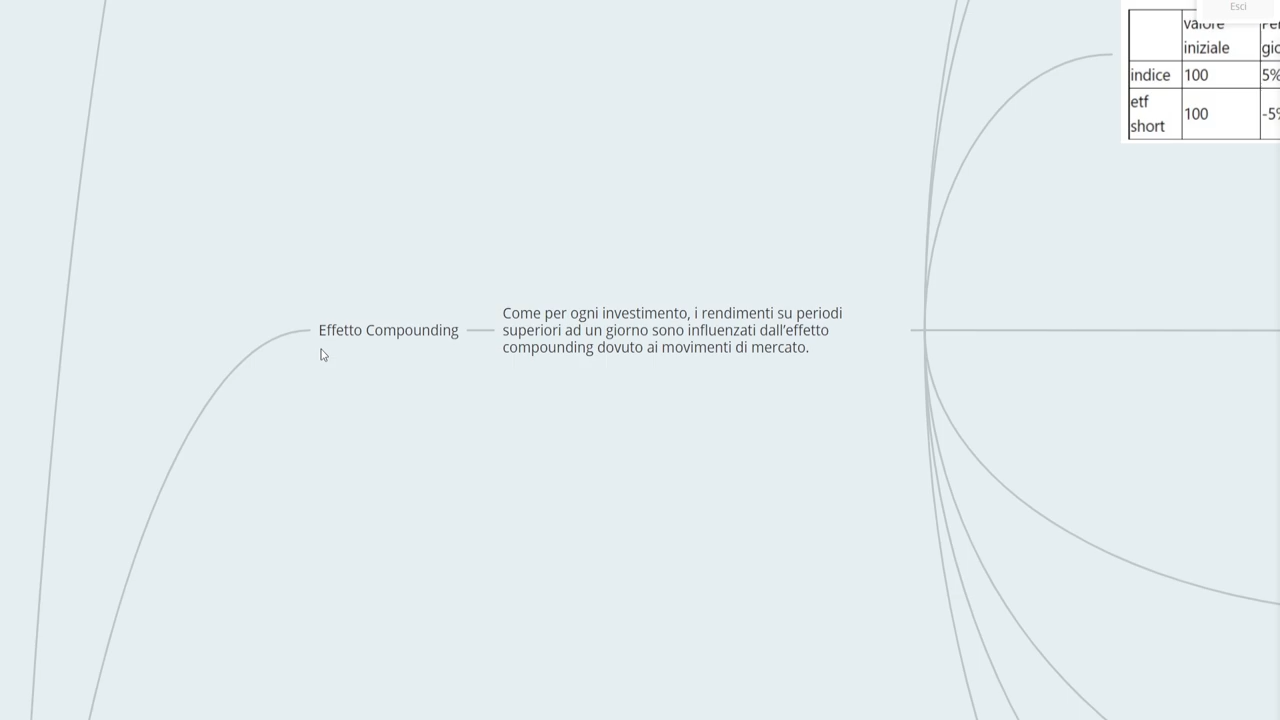 Esci
valore
iniziale
indice
100
5%
etf
short
100
Come per ogni investimento, i rendimenti su periodi
Effetto Compounding
superiori ad un giorno sono influenzati dall'effetto
compounding dovuto ai movimenti di mercato.